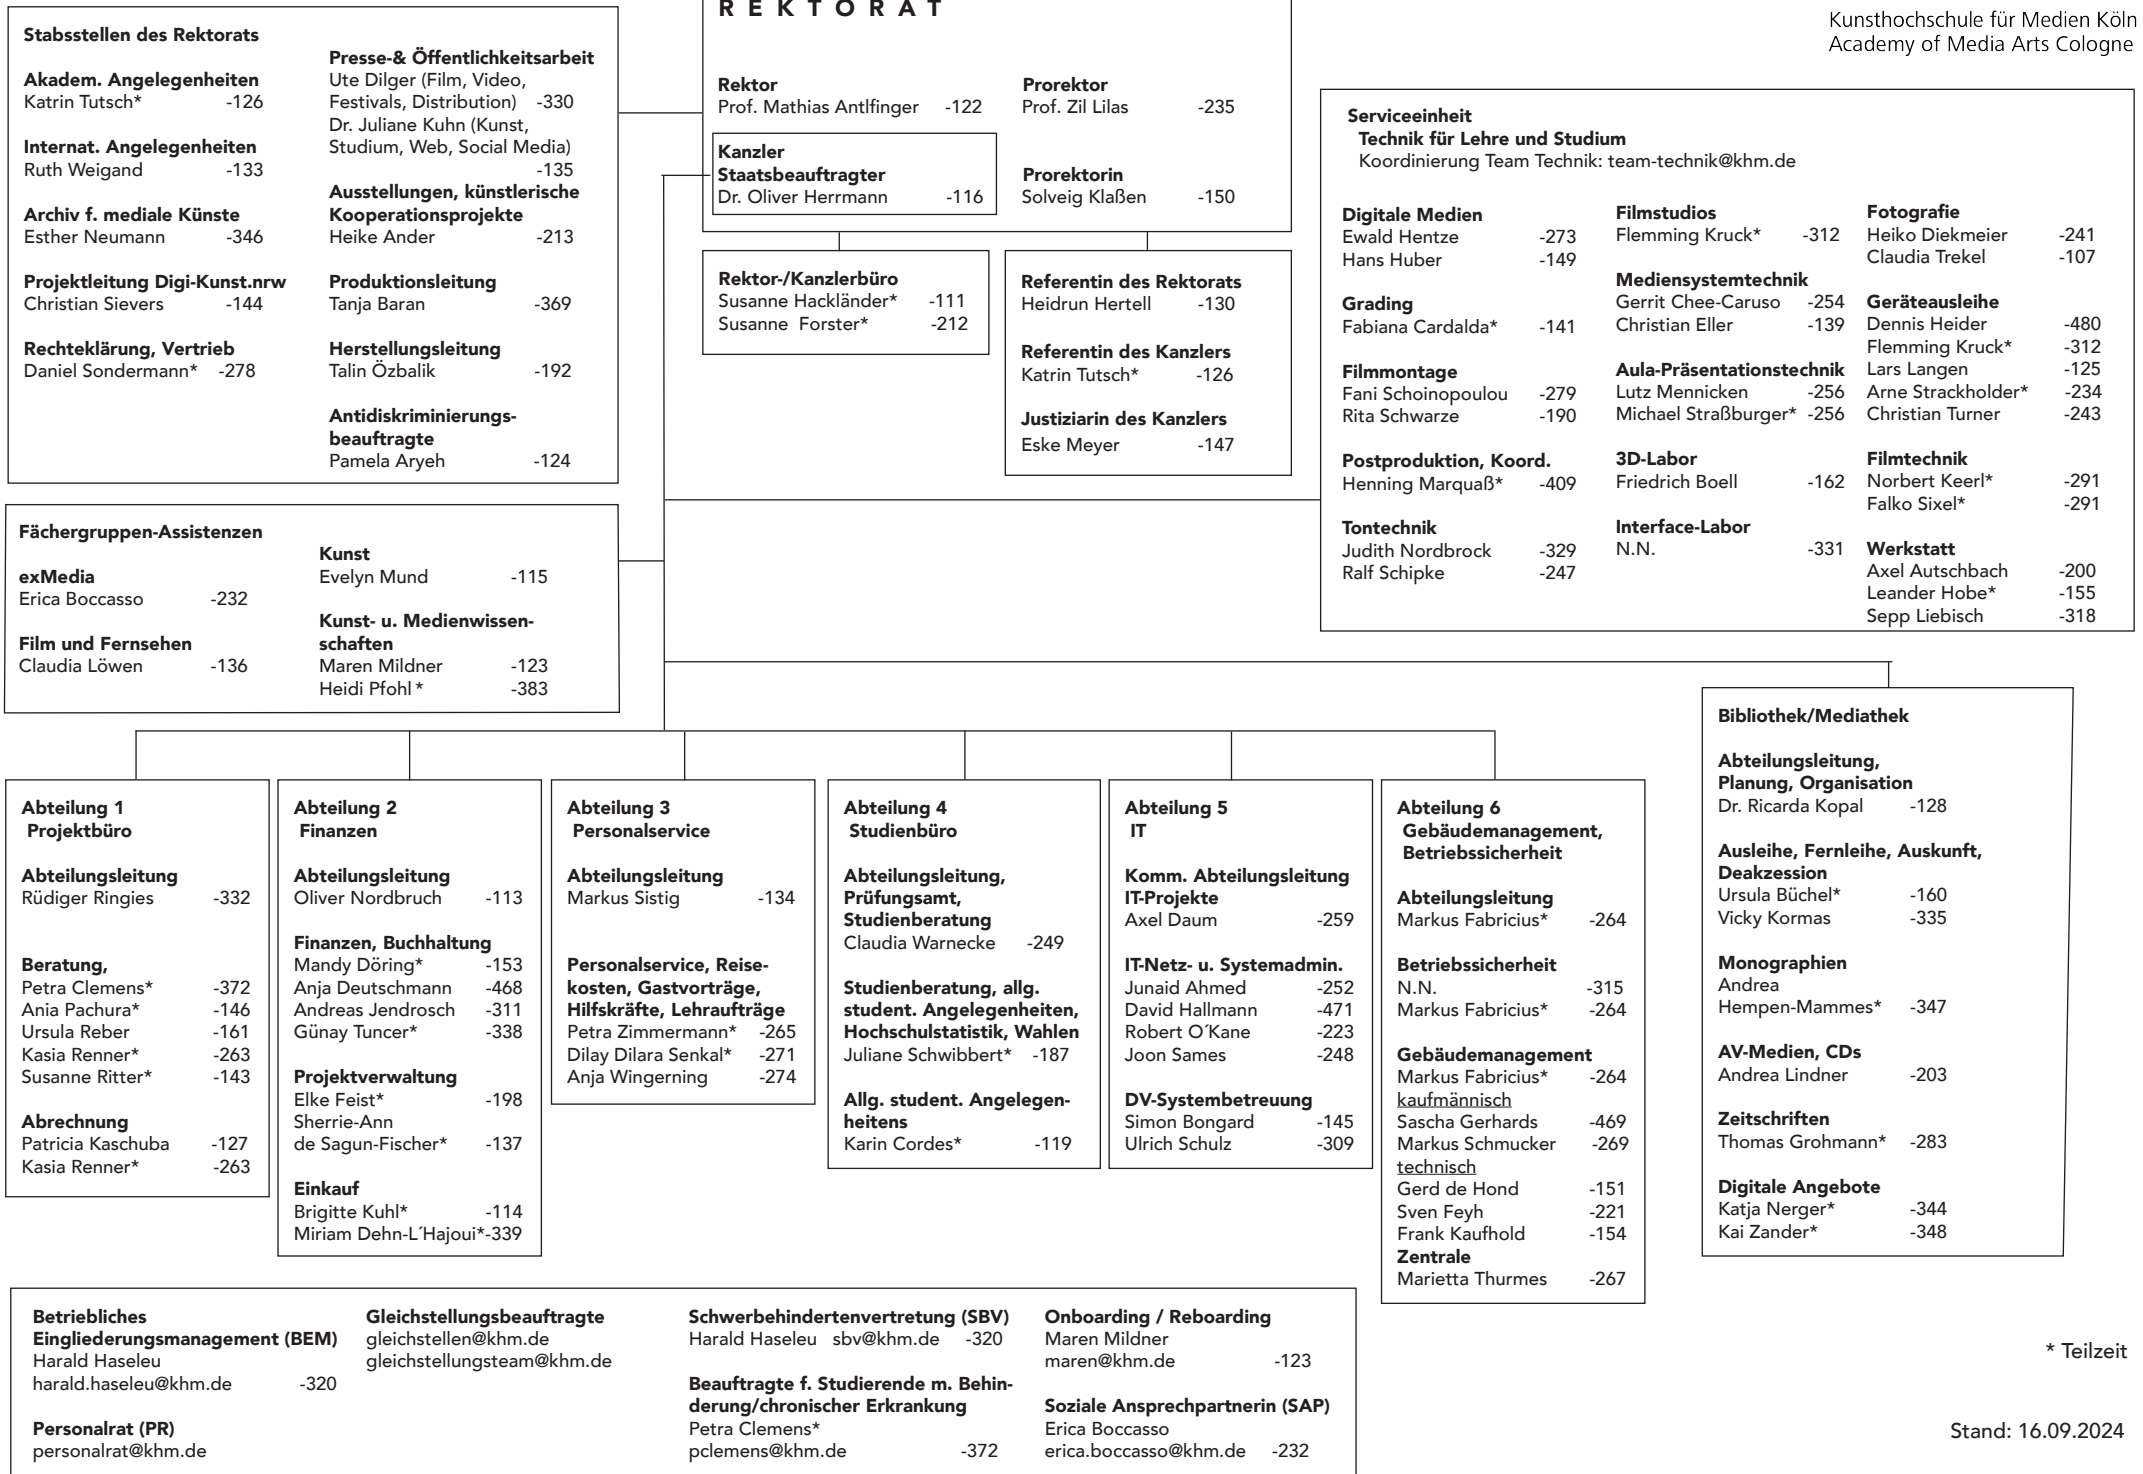 Stabsstellen des Rektorats
Akadem. Angelegenheiten
Katrin Tutsch* -126
Internat. Angelegenheiten
Ruth Weigand -133
Archiv f. mediale Künste
Esther Neumann -346
Projektleitung Digi-Kunst.nrw
Christian Sievers -144
Rechteklärung, Vertrieb
Daniel Sondermann* -278
Presse-& Öffentlichkeitsarbeit
Ute Dilger (Film, Video,
Festivals, Distribution) -330
Dr. Juliane Kuhn (Kunst,
Studium, Web, Social Media)
-135
Ausstellungen, künstlerische
Kooperationsprojekte
Heike Ander -213
Produktionsleitung
Tanja Baran -369
Herstellungsleitung
Talin Özbalik -192
Antidiskriminierungs-
beauftragte
Pamela Aryeh -124
REKTORAT
Rektor
Prof. Mathias Antlfinger -122
Kanzler
Staatsbeauftragter
Dr. Oliver Herrmann -116
Prorektor
Prof. Zil Lilas -235
Prorektorin
Solveig Klaßen -150
Rektor-/Kanzlerbüro
Susanne Hackländer* -111
Susanne Forster* -212
Referentin des Rektorats
Heidrun Hertell -130
Referentin des Kanzlers
Katrin Tutsch* -126
Justiziarin des Kanzlers
Eske Meyer -147
Kunsthochschule für Medien Köln
Academy of Media Arts Cologne
Serviceeinheit
Technik für Lehre und Studium
Koordinierung Team Technik: team-technik@khm.de
Digitale Medien
Ewald Hentze -273
Hans Huber -149
Grading
Fabiana Cardalda* -141
Filmmontage
Fani Schoinopoulou -279
Rita Schwarze -190
Postproduktion, Koord.
Henning Marquaß* -409
Tontechnik
Judith Nordbrock -329
Ralf Schipke -247
Filmstudios
Flemming Kruck* -312
Mediensystemtechnik
Gerrit Chee-Caruso -254
Christian Eller -139
Aula-Präsentationstechnik
Lutz Mennicken -256
Michael Straßburger* -256
3D-Labor
Friedrich Boell -162
Interface-Labor
N.N. -331
Fotografie
Heiko Diekmeier -241
Claudia Trekel -107
Geräteausleihe
Dennis Heider -480
Flemming Kruck* -312
Lars Langen -125
Arne Strackholder* -234
Christian Turner -243
Filmtechnik
Norbert Keerl* -291
Falko Sixel* -291
Werkstatt
Axel Autschbach -200
Leander Hobe* -155
Sepp Liebisch -318
Fächergruppen-Assistenzen
exMedia
Erica Boccasso -232
Film und Fernsehen
Claudia Löwen -136
Kunst
Evelyn Mund -115
Kunst- u. Medienwissen-
schaften
Maren Mildner -123
Heidi Pfohl * -383
Abteilung 1
Projektbüro
Abteilungsleitung
Rüdiger Ringies -332
Beratung,
Petra Clemens* -372
Ania Pachura* -146
Ursula Reber -161
Kasia Renner* -263
Susanne Ritter* -143
Abrechnung
Patricia Kaschuba -127
Kasia Renner* -263
Abteilung 2
Finanzen
Abteilungsleitung
Oliver Nordbruch -113
Finanzen, Buchhaltung
Mandy Döring* -153
Anja Deutschmann -468
Andreas Jendrosch -311
Günay Tuncer* -338
Projektverwaltung
Elke Feist* -198
Sherrie-Ann
de Sagun-Fischer* -137
Einkauf
Brigitte Kuhl* -114
Miriam Dehn-L´Hajoui*-339
Abteilung 3
Personalservice
Abteilungsleitung
Markus Sistig -134
Personalservice, Reise-
kosten, Gastvorträge,
Hilfskräfte, Lehraufträge
Petra Zimmermann* -265
Dilay Dilara Senkal* -271
Anja Wingerning -274
Abteilung 4
Studienbüro
Abteilungsleitung,
Prüfungsamt,
Studienberatung
Claudia Warnecke -249
Studienberatung, allg.
student. Angelegenheiten,
Hochschulstatistik, Wahlen
Juliane Schwibbert* -187
Allg. student. Angelegen-
heitens
Karin Cordes* -119
Abteilung 5
IT
Komm. Abteilungsleitung
IT-Projekte
Axel Daum -259
IT-Netz- u. Systemadmin.
Junaid Ahmed -252
David Hallmann -471
Robert O´Kane -223
Joon Sames -248
DV-Systembetreuung
Simon Bongard -145
Ulrich Schulz -309
Abteilung 6
Gebäudemanagement,
Betriebssicherheit
Abteilungsleitung
Markus Fabricius* -264
Betriebssicherheit
N.N. -315
Markus Fabricius* -264
Gebäudemanagement
Markus Fabricius* -264
kaufmännisch
Sascha Gerhards -469
Markus Schmucker -269
technisch
Gerd de Hond -151
Sven Feyh -221
Frank Kaufhold -154
Zentrale
Marietta Thurmes -267
Bibliothek/Mediathek
Abteilungsleitung,
Planung, Organisation
Dr. Ricarda Kopal -128
Ausleihe, Fernleihe, Auskunft,
Deakzession
Ursula Büchel* -160
Vicky Kormas -335
Monographien
Andrea
Hempen-Mammes* -347
AV-Medien, CDs
Andrea Lindner -203
Zeitschriften
Thomas Grohmann* -283
Digitale Angebote
Katja Nerger* -344
Kai Zander* -348
Betriebliches
Eingliederungsmanagement (BEM)
Harald Haseleu
harald.haseleu@khm.de -320
Personalrat (PR)
personalrat@khm.de
Gleichstellungsbeauftragte
gleichstellen@khm.de
gleichstellungsteam@khm.de
Schwerbehindertenvertretung (SBV)
Harald Haseleu sbv@khm.de -320
Beauftragte f. Studierende m. Behin-
derung/chronischer Erkrankung
Petra Clemens*
pclemens@khm.de -372
Onboarding / Reboarding
Maren Mildner
maren@khm.de -123
Soziale Ansprechpartnerin (SAP)
Erica Boccasso
erica.boccasso@khm.de -232
* Teilzeit
Stand: 16.09.2024